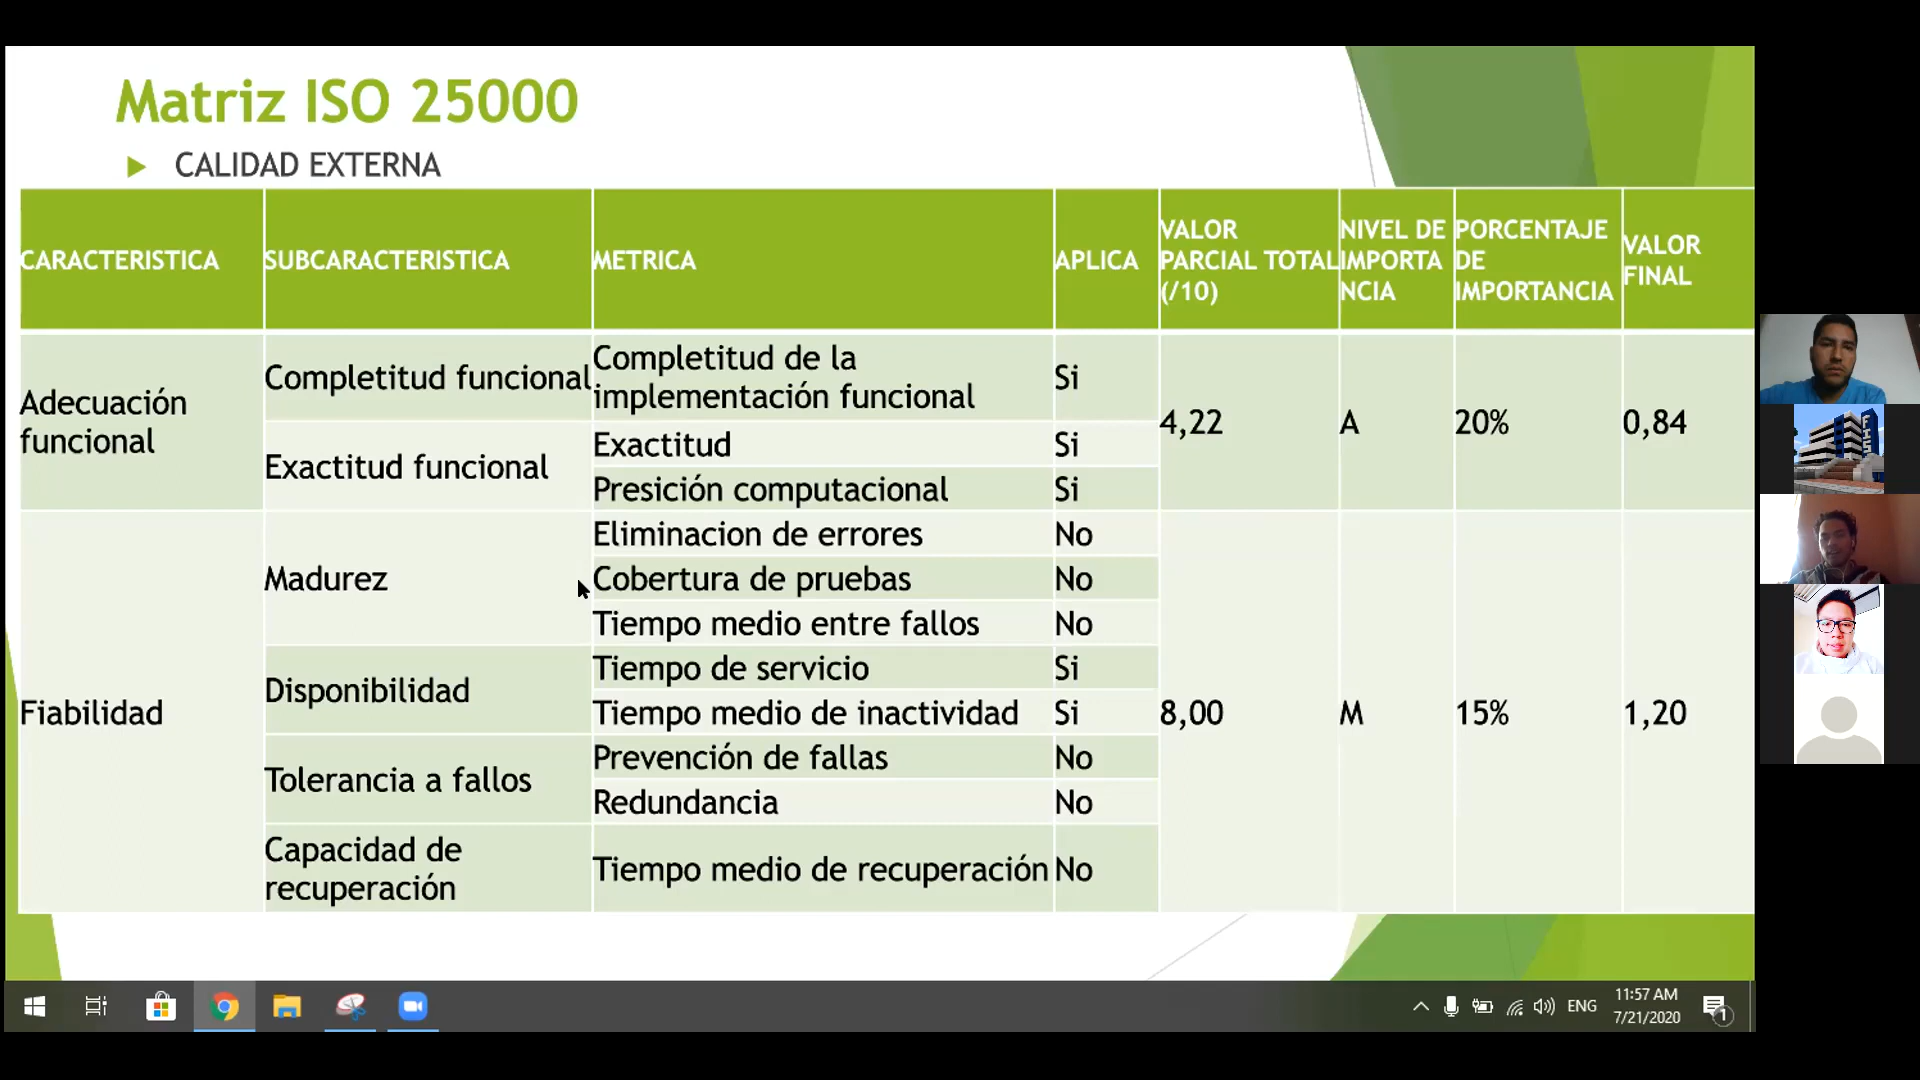 Matriz ISO 25000
CALIDAD EXTERNA
CARACTERISTICA
SUBCARACTERISTICA
METRICA
APLICA
VALOR
PARCIAL TOTAL
(/10)
NIVEL DE
IMPORTA
NCIA
PORCENTAJE
DE
IMPORTANCIA
VALOR
FINAL
Adecuación
funcional
Completitud funcional
Completitud de la
implementación funcional
Si
4,22
A
20%
0,84
Exactitud funcional
Exactitud
Si
Presición computacional
Si
Fiabilidad
Madurez
Eliminacion de errores
No
Cobertura de pruebas
No
Tiempo medio entre fallos
No
Disponibilidad
Tiempo de servicio
Si
Tiempo medio de inactividad
Si
8,00
M
15%
1,20
Tolerancia a fallos
Prevención de fallas
No
Redundancia
No
Capacidad de
recuperación
Tiempo medio de recuperación
No
ENG
11:57 AM
7/21/2020
1